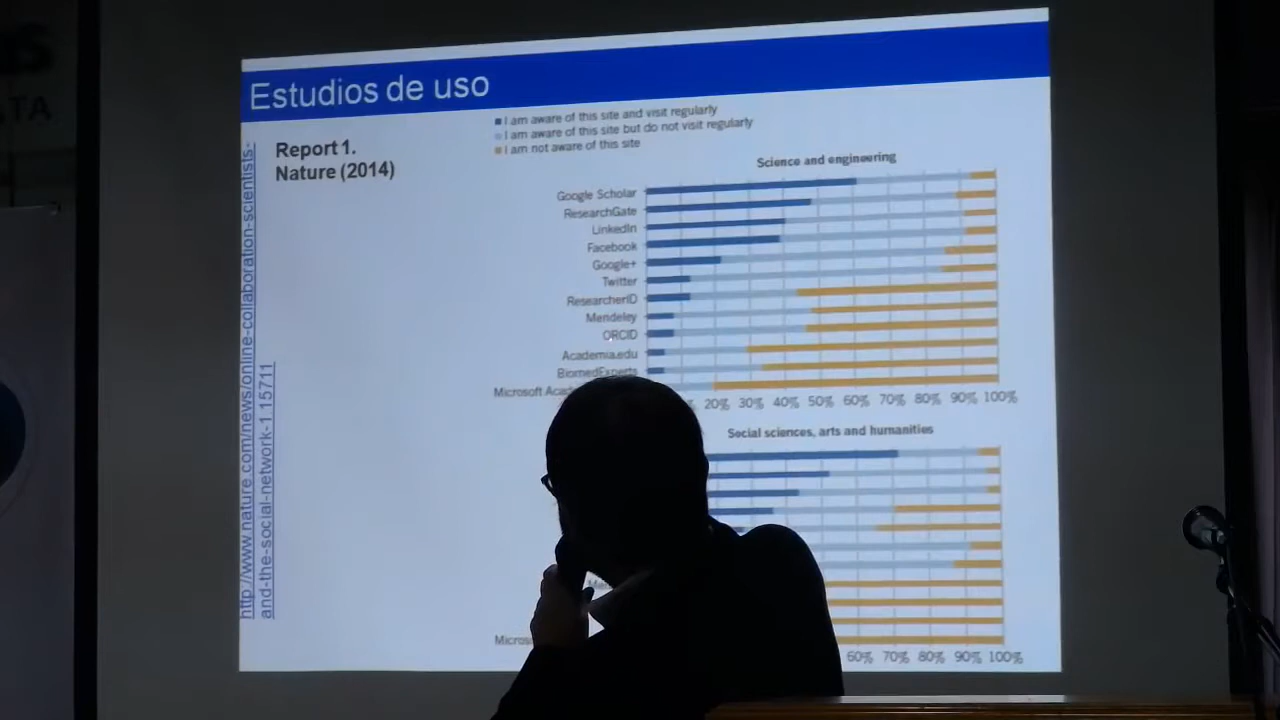 Estudios de uso
Report 1.
Nature (2014)
http://www.nature.com/news/online-collaboration-scientists-
and-the-social-network-1.15711
I am aware of this site and visit regularly
I am aware of this site but do not visit regularly
I am not aware of this site
Science and engineering
Google Scholar
ResearchGate
LinkedIn
Facebook
Google+
Twitter
ResearcherID
Mendeley
ORCID
Academia.edu
BiomedExperts
Microsoft
20% 30% 40% 50% 60% 70% 80% 90% 100%
Social sciences, arts and humanities
60% 70% 80% 90% 100%